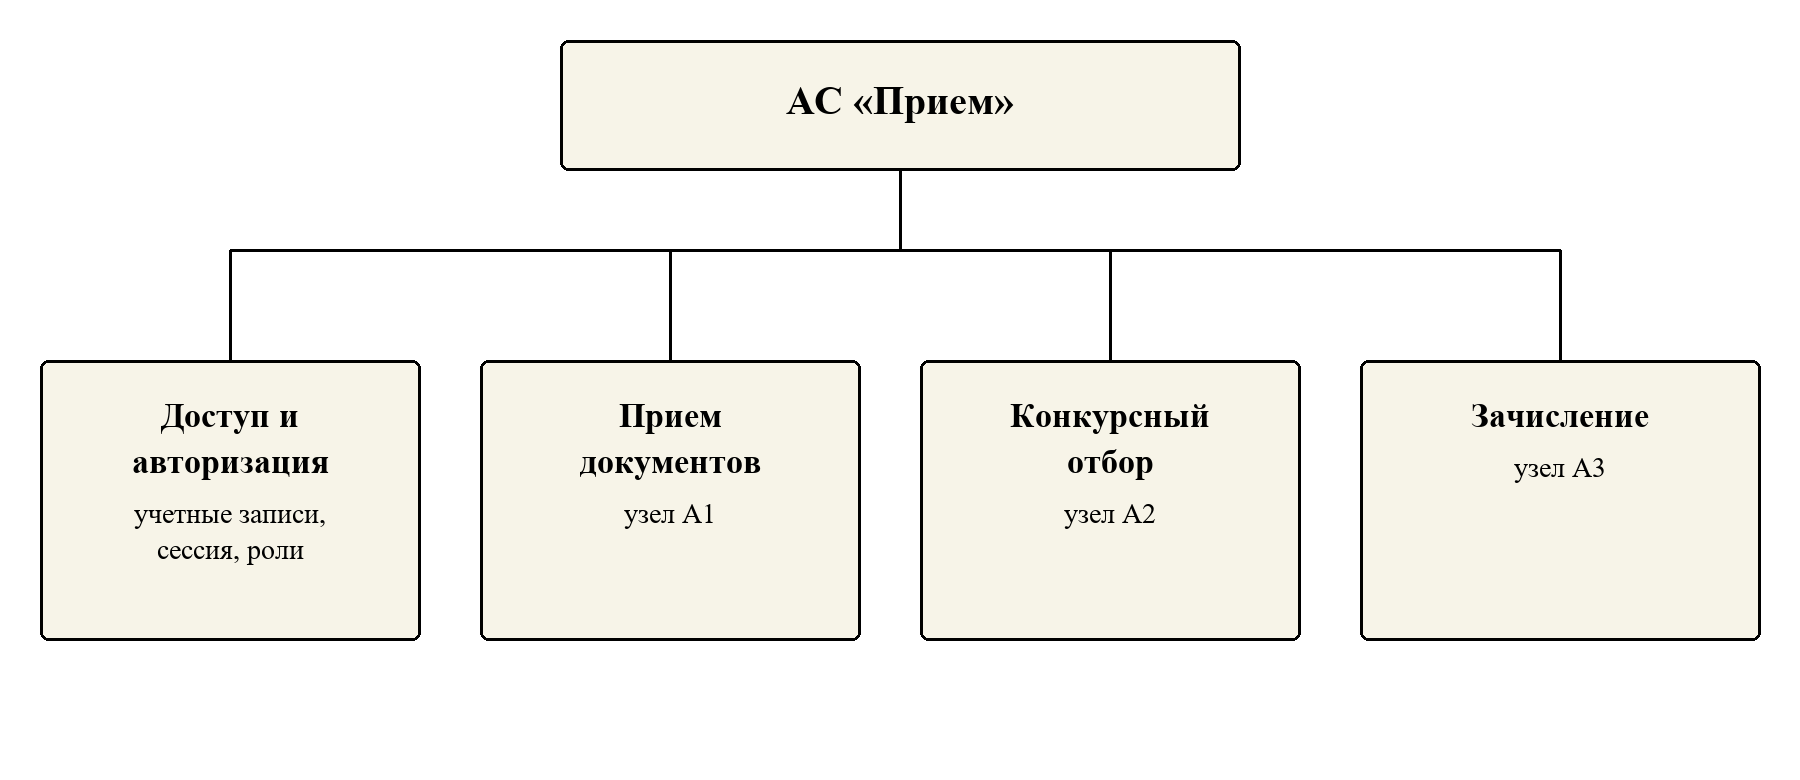 АС «Прием»
Доступ и
авторизация
учетные записи,
сессия, роли
Прием
документов
узел А1
Конкурсный
отбор
узел А2
Зачисление
узел А3